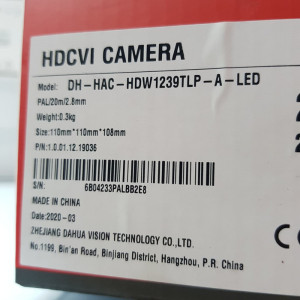 HDCVI CAMERA
Model: DH-HAC-HDW1239TLP-A-LED
PAL/20m/2.8mm
Weight:0.3kg
Size:110mm*110mm*108mm
P/N:1.0.01.12.19036
S/N:
6B04233PALBB2E8
MADE IN CHINA
Date:2020-03
ZHEJIANG DAHUA VISION TECHNOLOGY CO.,LTD.
No.1199, Bin'an Road, Binjiang District, Hangzhou, P.R. China